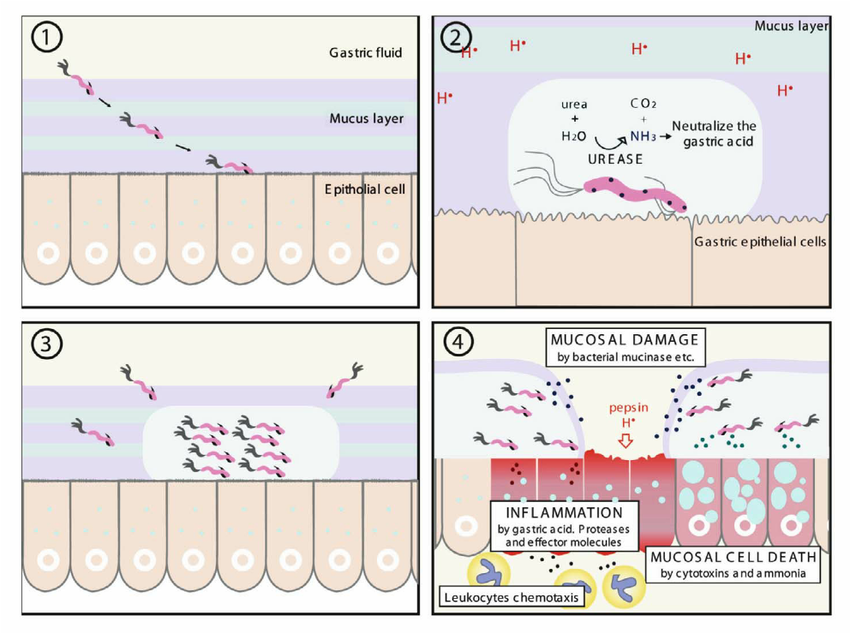 1
Gastric fluid
Mucus layer
Epitholial cell
2
Mucus layer
H•
H•
H•
H•
H•
H•
urea
+
H2O
CO2
+
NH3
Neutralize the
gastric acid
UREASE
Gastric epithelial cells
3
4
MUCOSAL DAMAGE
by bacterial mucinase etc.
pepsin
H•
INFLAMMATION
by gastric acid. Proteases
and effector molecules
MUCOSAL CELL DEATH
by cytotoxins and ammonia
Leukocytes chemotaxis